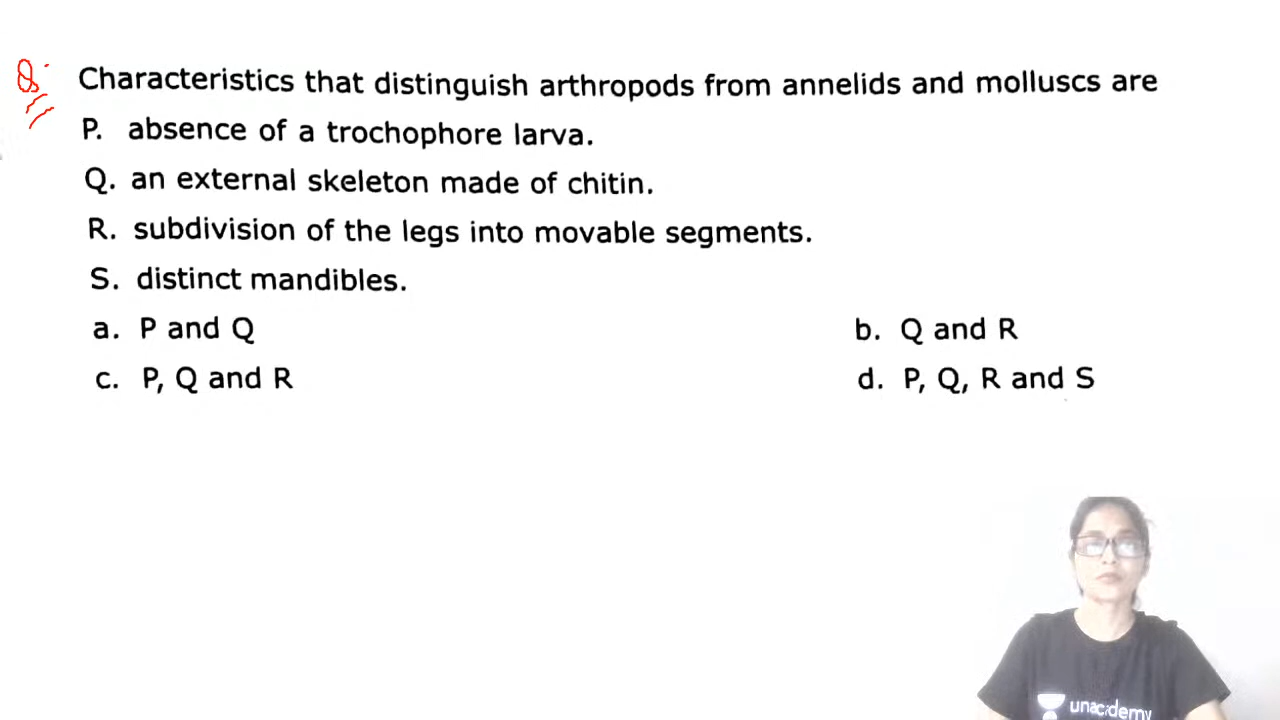 Q. Characteristics that distinguish arthropods from annelids and molluscs are
P. absence of a trochophore larva.
Q. an external skeleton made of chitin.
R. subdivision of the legs into movable segments.
S. distinct mandibles.
a. P and Q b. Q and R
c. P, Q and R d. P, Q, R and S
unacademy